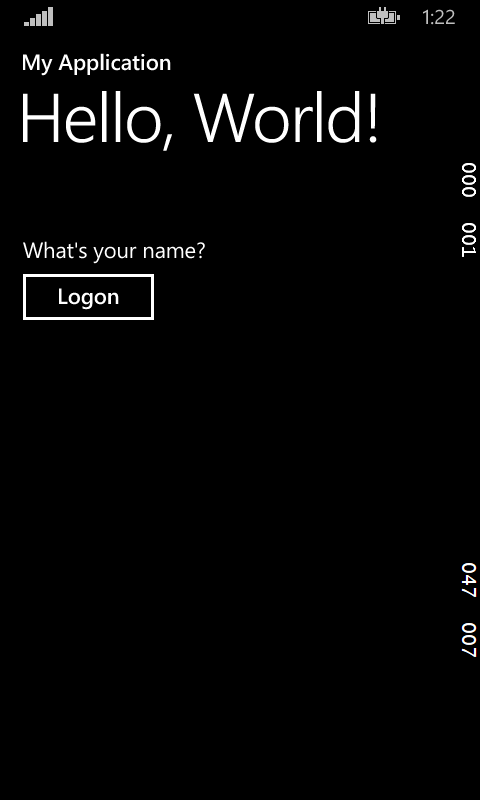 1:22
My Application
Hello, World!
000 001
What's your name?
Logon
047 007